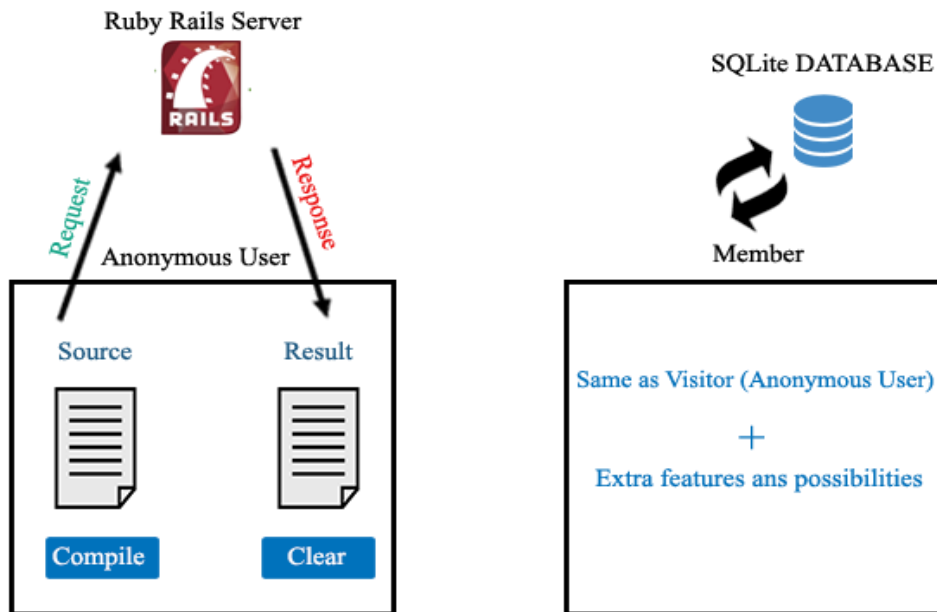 Ruby Rails Server
RAILS
Request
Response
Anonymous User
Source
Result
Compile
Clear
SQLite DATABASE
Member
Same as Visitor (Anonymous User)
+
Extra features ans possibilities